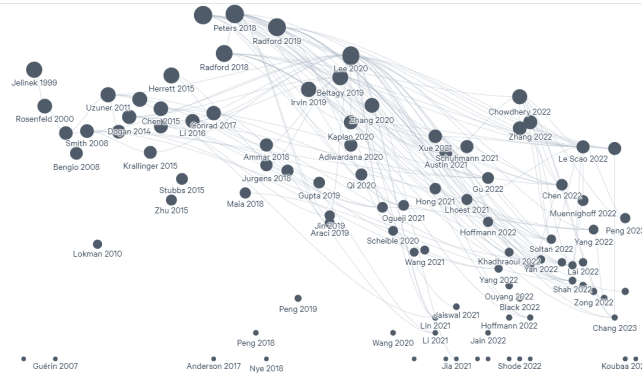 Peters 2018
Radford 2019
Radford 2018
Lee 2020
Jelinek 1999
Herrett 2015
Beltagy 2019
Irvin 2019
Uzuner 2011
Chowdhery 2022
Rosenfeld 2000
Chen 2015
Conrad 2017
Zhang 2020
Dogan 2014
Li 2016
Kaplan 2020
Zhang 2022
Smith 2008
Xue 2021
Bengio 2008
Ammar 2018
Adiwardana 2020
Schuhmann 2021
Le Scao 2022
Krallinger 2015
Austin 2021
Jurgens 2018
Stubbs 2015
Qi 2020
Gu 2022
Gupta 2019
Chen 2022
Maia 2018
Hong 2021
Zhu 2015
Lhoest 2021
Muennighoff 2022
Jin 2019
Ogueji 2021
Araci 2019
Hoffmann 2022
Peng 202
Scheible 2020
Yang 2022
Lokman 2010
Soltan 2022
Wang 2021
Khadhraoui 2022
Yan 2022
Lai 2022
Yang 2022
Shah 2022
Ouyang 2022
Zong 2022
Peng 2019
Black 2022
Jaiswal 2021
Lin 2021
Hoffmann 2022
Chang 2023
Peng 2018
Wang 2020
Li 2021
Jain 2022
Guérin 2007
Anderson 2017
Nye 2018
Jia 2021
Shode 2022
Koubaa 20